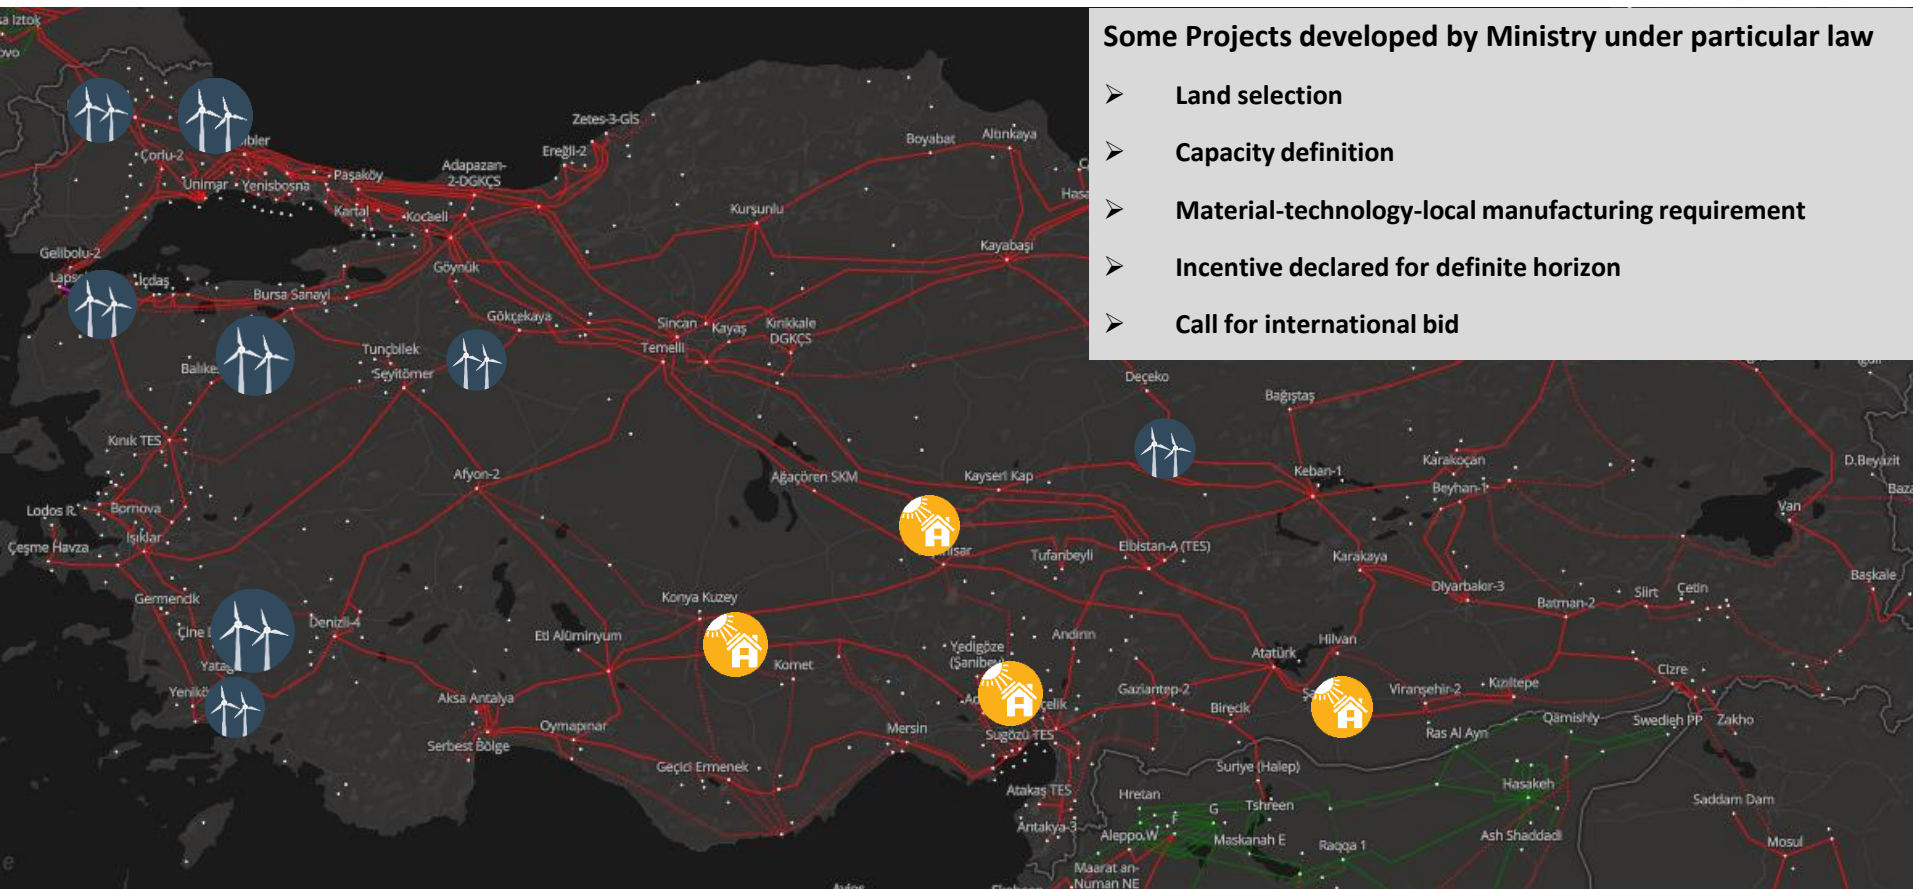 Some Projects developed by Ministry under particular law
➢ Land selection
➢ Capacity definition
➢ Material-technology-local manufacturing requirement
➢ Incentive declared for definite horizon
➢ Call for international bid
Zetes-3-GİS
Ereğli-2
Boyabat
Altınkaya
Çorlu-2
Unimar
Yenisbosna
Paşaköy
Adapazarı-
2-DGKÇS
Kartal
Kocaeli
Kurşunlu
Kayabaşı
Gelibolu-2
İçdaş
Bursa Sanayi
Göynük
Gökçekaya
Sincan
Kayaş
Kırıkkale
DGKÇS
Temelli
Tunçbilek
Seyitömer
Deçeko
Bağıştaş
Kınık TES
Afyon-2
Ağaçören SKM
Kayseri Kap
Keban-1
Karakoçan
Beyhan-1
D.Beyazit
Van
Lodos R.
Bornova
Işıklar
Çeşme Havza
Tufanbeyli
Elbistan-A (TES)
Karakaya
Diyarbakır-3
Batman-2
Siirt
Çetin
Başkale
Germencik
Denizli-4
Konya Kuzey
Eti Alüminyum
Komet
Yedigöze
Andırın
Atatürk
Hilvan
Cizre
Aksa Antalya
Oymapınar
Serbest Bölge
Geçici Ermenek
Mersin
Sugözü TES
Gaziantep-2
Birecik
Viranşehir-2
Kızıltepe
Qamishly
Swedieh PP
Zakho
Ras Al Ayn
Suriye (Halep)
Hasakeh
Saddam Dam
Atakaş TES
Antakya-3
Hretan
G
F
Tshreen
Aleppo.W
Maskanah E
Raqqa 1
Ash Shaddadi
Mosul
Maarat an-
Numan NE